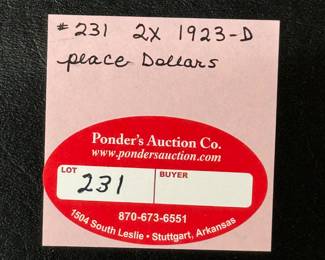 # 231 2X 1923-D
peace Dollars
Ponder's Auction Co.
www.pondersauction.com
LOT BUYER
231
870-673-6551
1504 South Leslie • Stuttgart, Arkansas